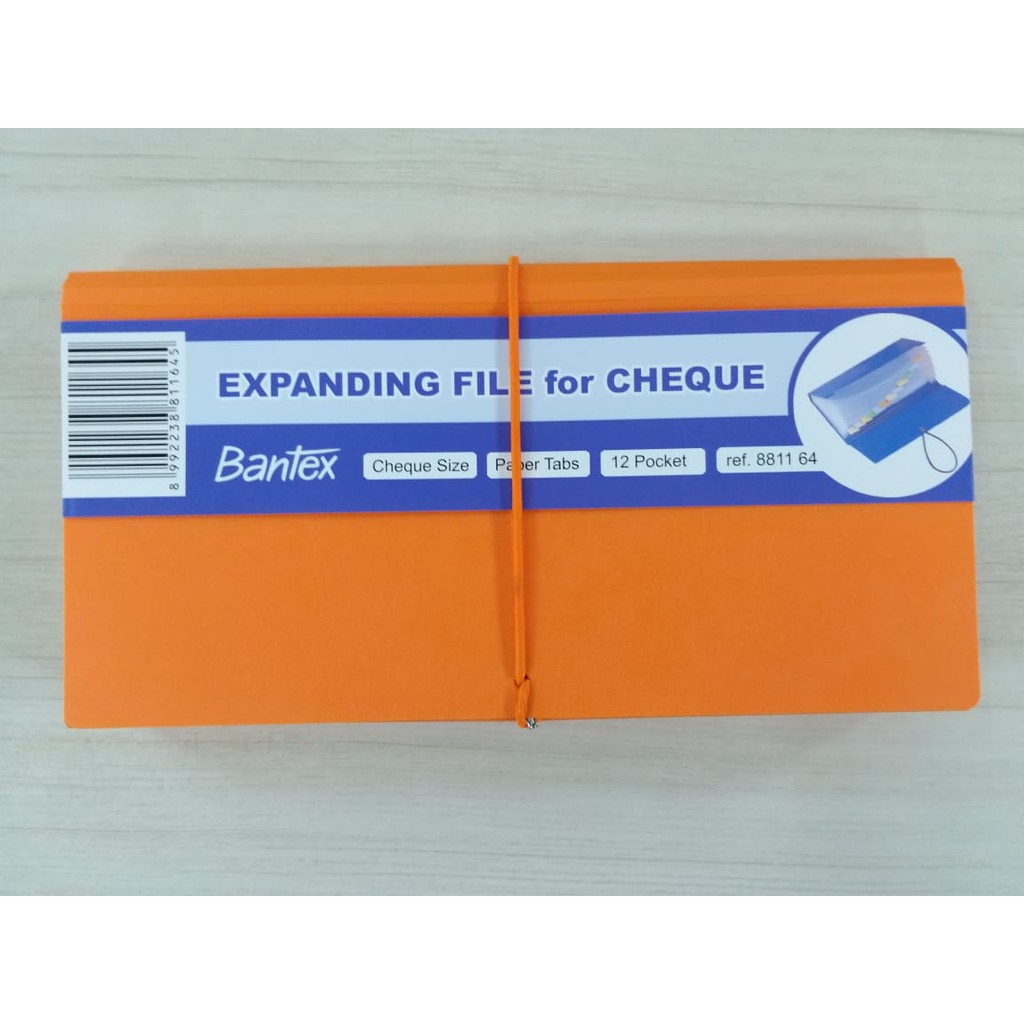 EXPANDING FILE for CHEQUE
Bantex
Cheque Size
Paper Tabs
12 Pocket
ref. 8811 64
8 992238 811645